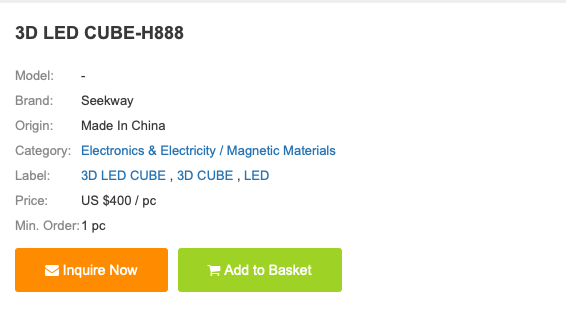 3D LED CUBE-H888
Model: -
Brand: Seekway
Origin: Made In China
Category: Electronics & Electricity / Magnetic Materials
Label: 3D LED CUBE , 3D CUBE , LED
Price: US $400 / pc
Min. Order: 1 pc
Inquire Now Add to Basket